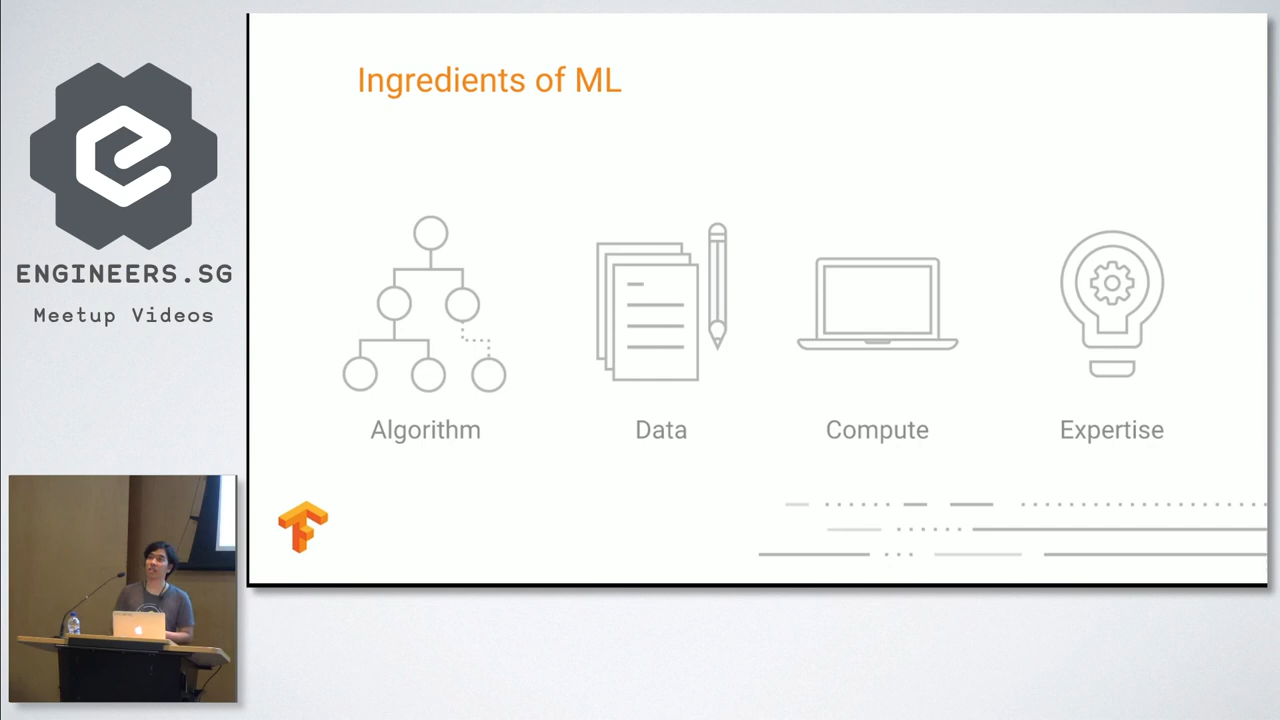 ENGINEERS.SG
Meetup Videos
Ingredients of ML
Algorithm
Data
Compute
Expertise